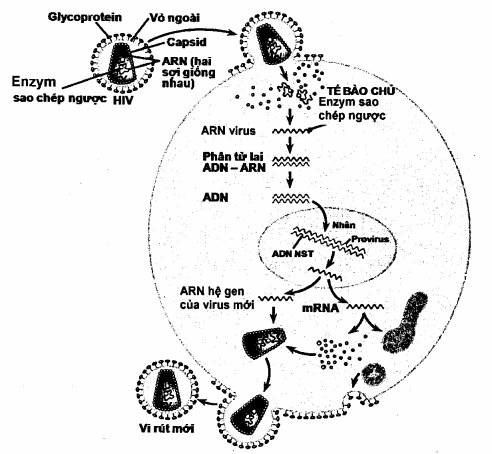 Glycoprotein
Vỏ ngoài
Capsid
ARN (hai
sợi giống
nhau)
Enzym
sao chép ngược
HIV
TẾ BÀO CHỦ
Enzym sao
chép ngược
ARN virus
Phân tử lai
ADN – ARN
ADN
Nhân
Provirus
ADN NST
ARN hệ gen
của virus mới
mRNA
Vi rút mới